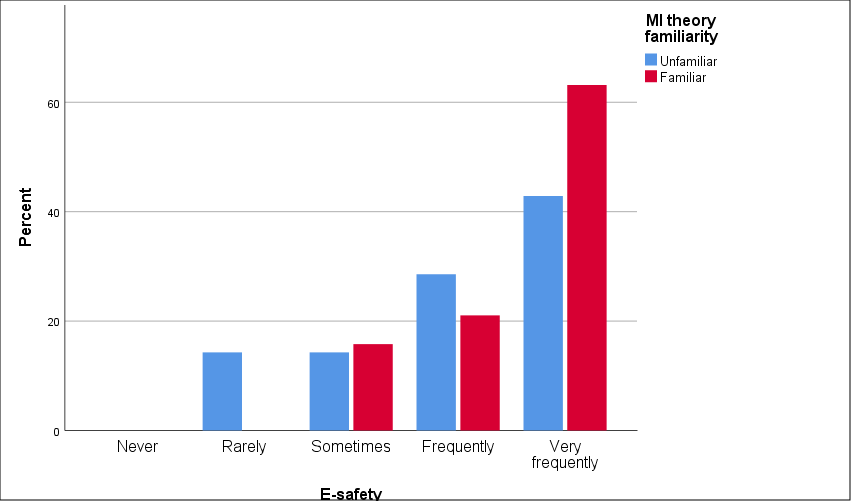 MI theory
familiarity
Unfamiliar
Familiar
Percent
60
40
20
0
Never
Rarely
Sometimes
Frequently
Very
frequently
E-safety